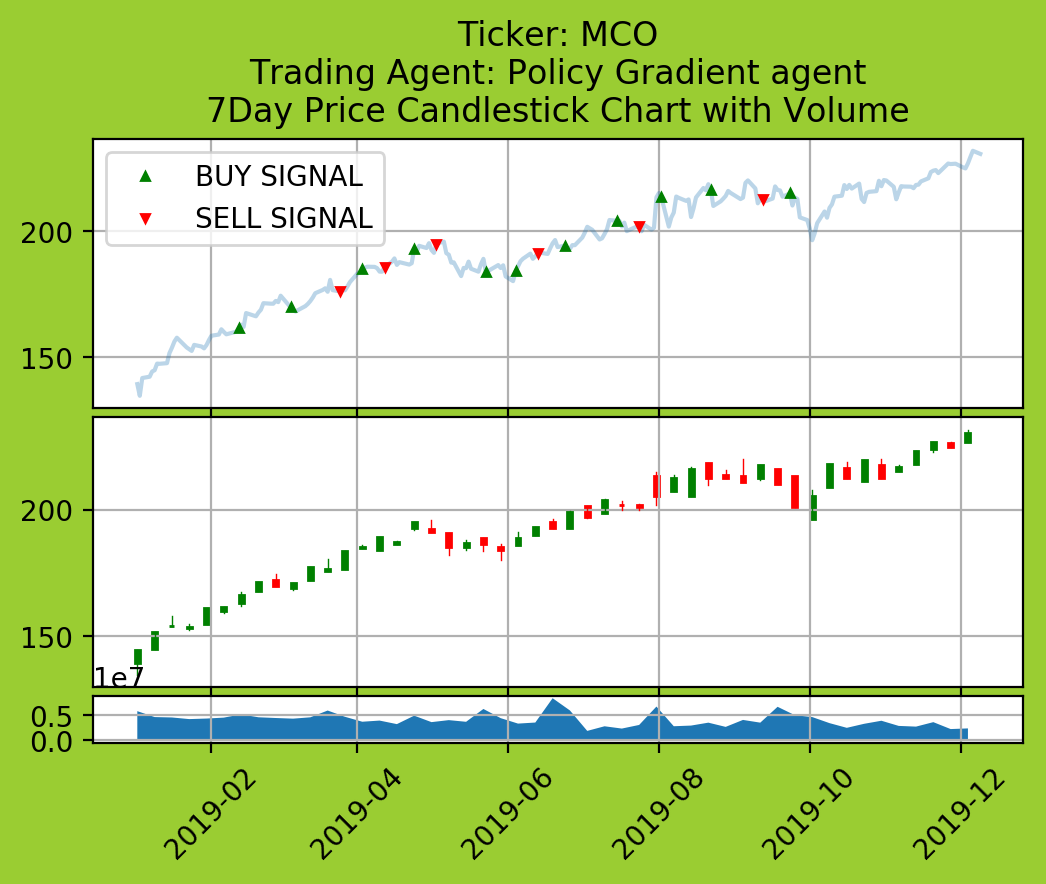 Ticker: MCO
Trading Agent: Policy Gradient agent
7Day Price Candlestick Chart with Volume
BUY SIGNAL
SELL SIGNAL
200
150
200
150
1e7
0.5
0.0
2019-02
2019-04
2019-06
2019-08
2019-10
2019-12